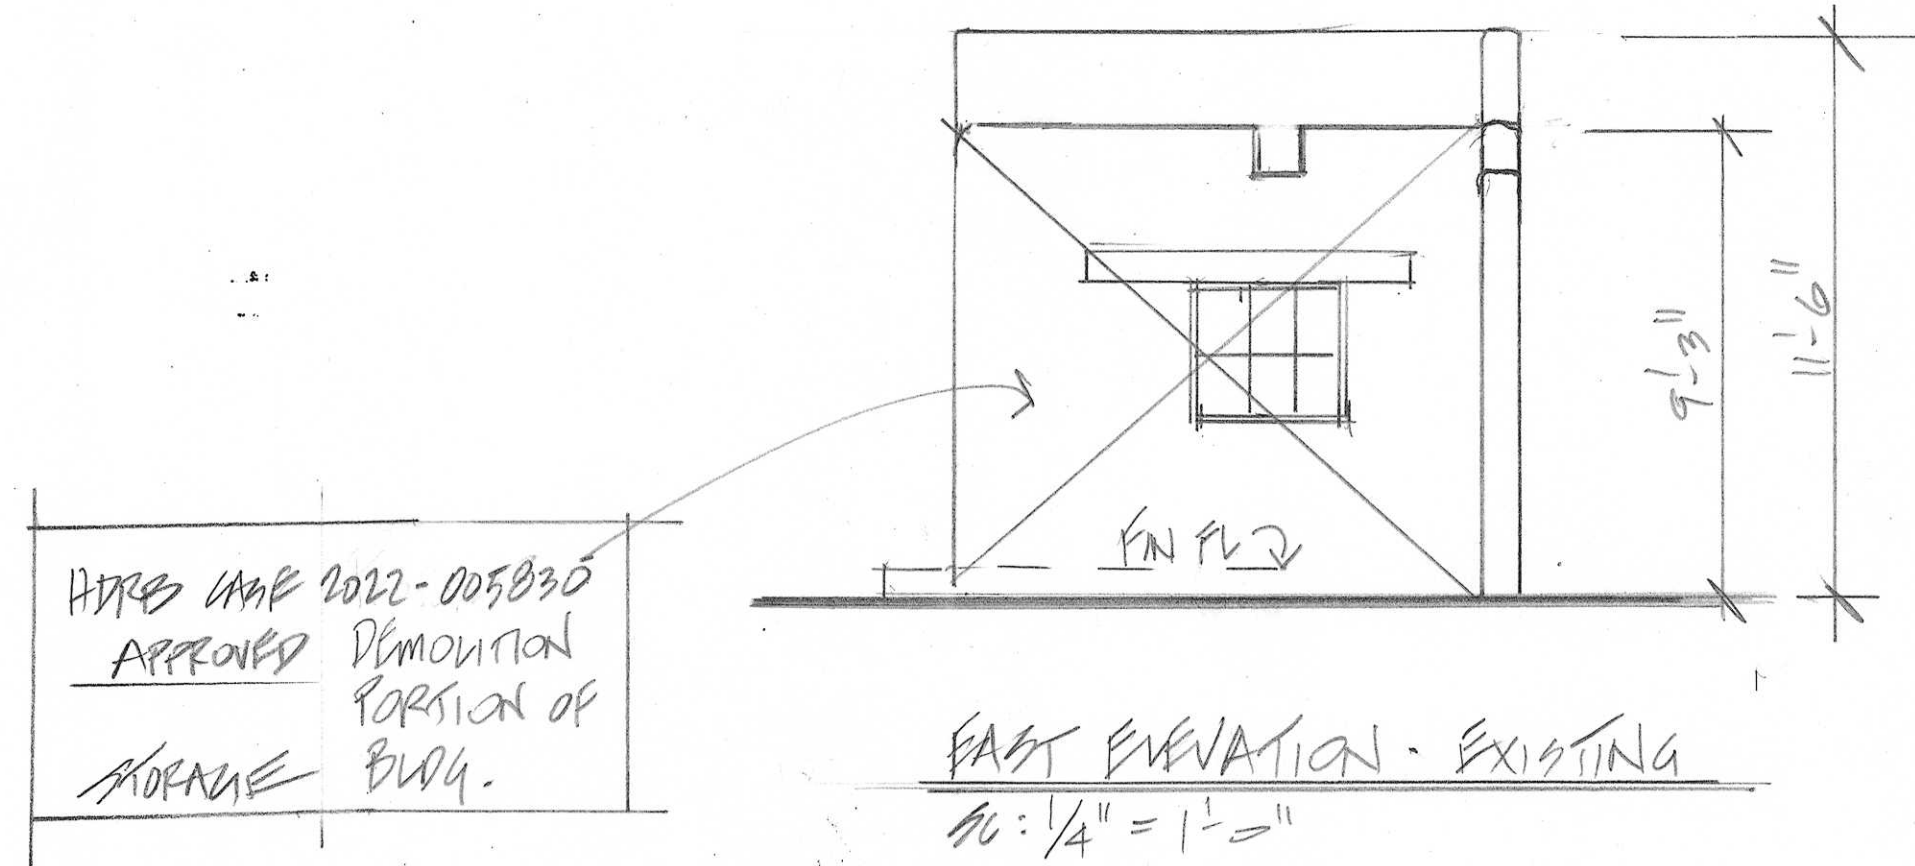 HDRB CASE 2022-005830
APPROVED DEMOLITION
PORTION OF
STORAGE BLDG.
FIN FL
9'-3"
11'-6"
EAST ELEVATION · EXISTING
SC: 1/4" = 1'-0"